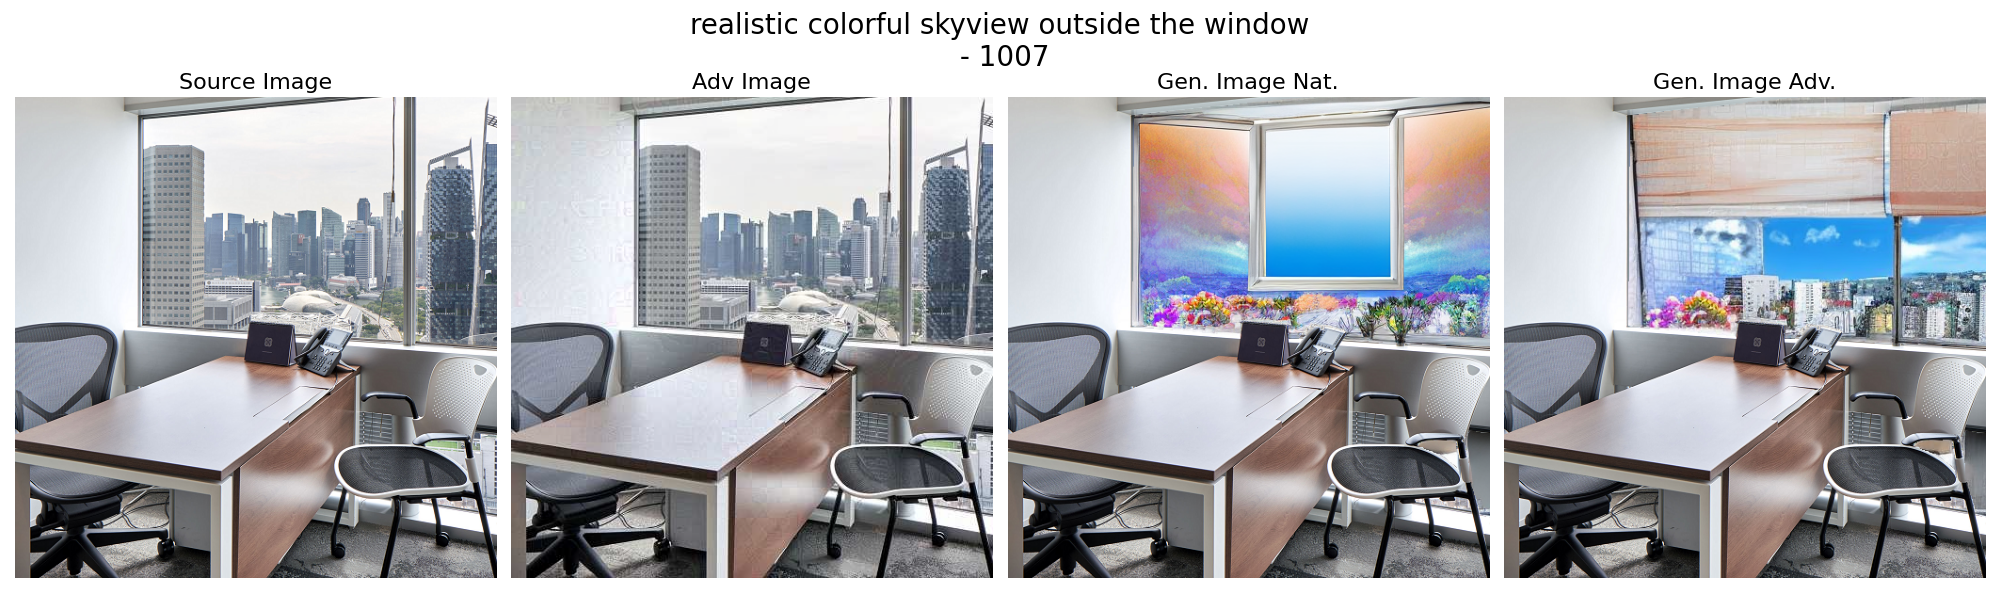 realistic colorful skyview outside the window
- 1007
Source Image
Adv Image
Gen. Image Nat.
Gen. Image Adv.